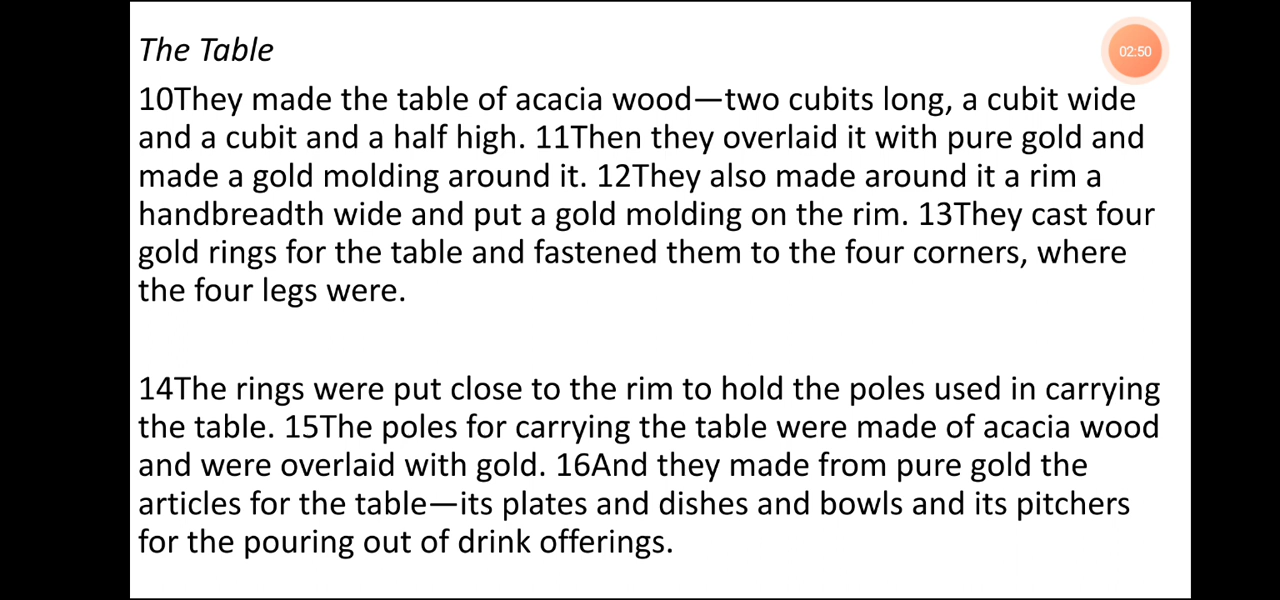 The Table
02:50
10They made the table of acacia wood—two cubits long, a cubit wide
and a cubit and a half high. 11Then they overlaid it with pure gold and
made a gold molding around it. 12They also made around it a rim a
handbreadth wide and put a gold molding on the rim. 13They cast four
gold rings for the table and fastened them to the four corners, where
the four legs were.
14The rings were put close to the rim to hold the poles used in carrying
the table. 15The poles for carrying the table were made of acacia wood
and were overlaid with gold. 16And they made from pure gold the
articles for the table—its plates and dishes and bowls and its pitchers
for the pouring out of drink offerings.